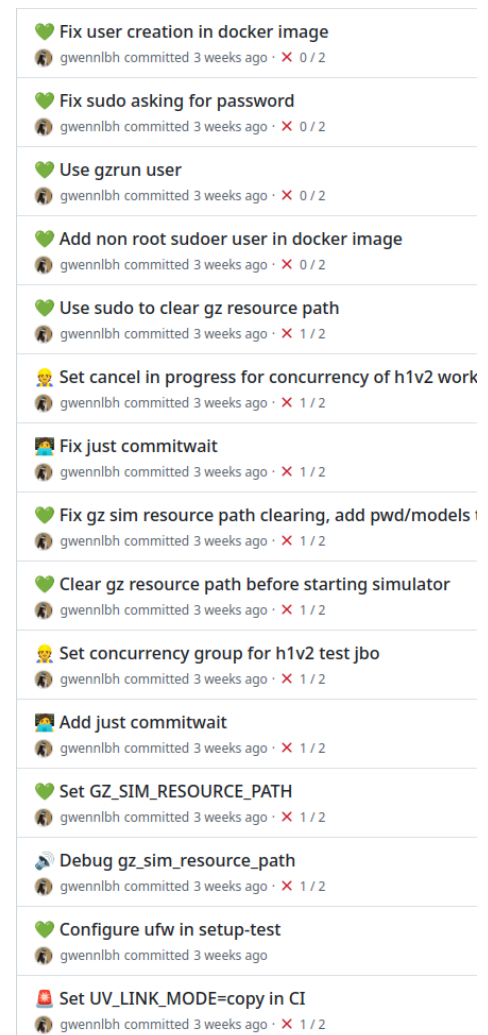 💚 Fix user creation in docker image
gwennlbh committed 3 weeks ago · ✕ 0 / 2
💚 Fix sudo asking for password
gwennlbh committed 3 weeks ago · ✕ 0 / 2
💚 Use gzrun user
gwennlbh committed 3 weeks ago · ✕ 0 / 2
💚 Add non root sudoer user in docker image
gwennlbh committed 3 weeks ago · ✕ 0 / 2
💚 Use sudo to clear gz resource path
gwennlbh committed 3 weeks ago · ✕ 1 / 2
👷 Set cancel in progress for concurrency of h1v2 work
gwennlbh committed 3 weeks ago · ✕ 1 / 2
🧑‍💻 Fix just commitwait
gwennlbh committed 3 weeks ago · ✕ 1 / 2
💚 Fix gz sim resource path clearing, add pwd/models
gwennlbh committed 3 weeks ago · ✕ 1 / 2
💚 Clear gz resource path before starting simulator
gwennlbh committed 3 weeks ago · ✕ 1 / 2
👷 Set concurrency group for h1v2 test jbo
gwennlbh committed 3 weeks ago · ✕ 1 / 2
🧑‍💻 Add just commitwait
gwennlbh committed 3 weeks ago · ✕ 1 / 2
💚 Set GZ_SIM_RESOURCE_PATH
gwennlbh committed 3 weeks ago · ✕ 1 / 2
🔊 Debug gz_sim_resource_path
gwennlbh committed 3 weeks ago · ✕ 1 / 2
💚 Configure ufw in setup-test
gwennlbh committed 3 weeks ago
🚨 Set UV_LINK_MODE=copy in CI
gwennlbh committed 3 weeks ago · ✕ 1 / 2